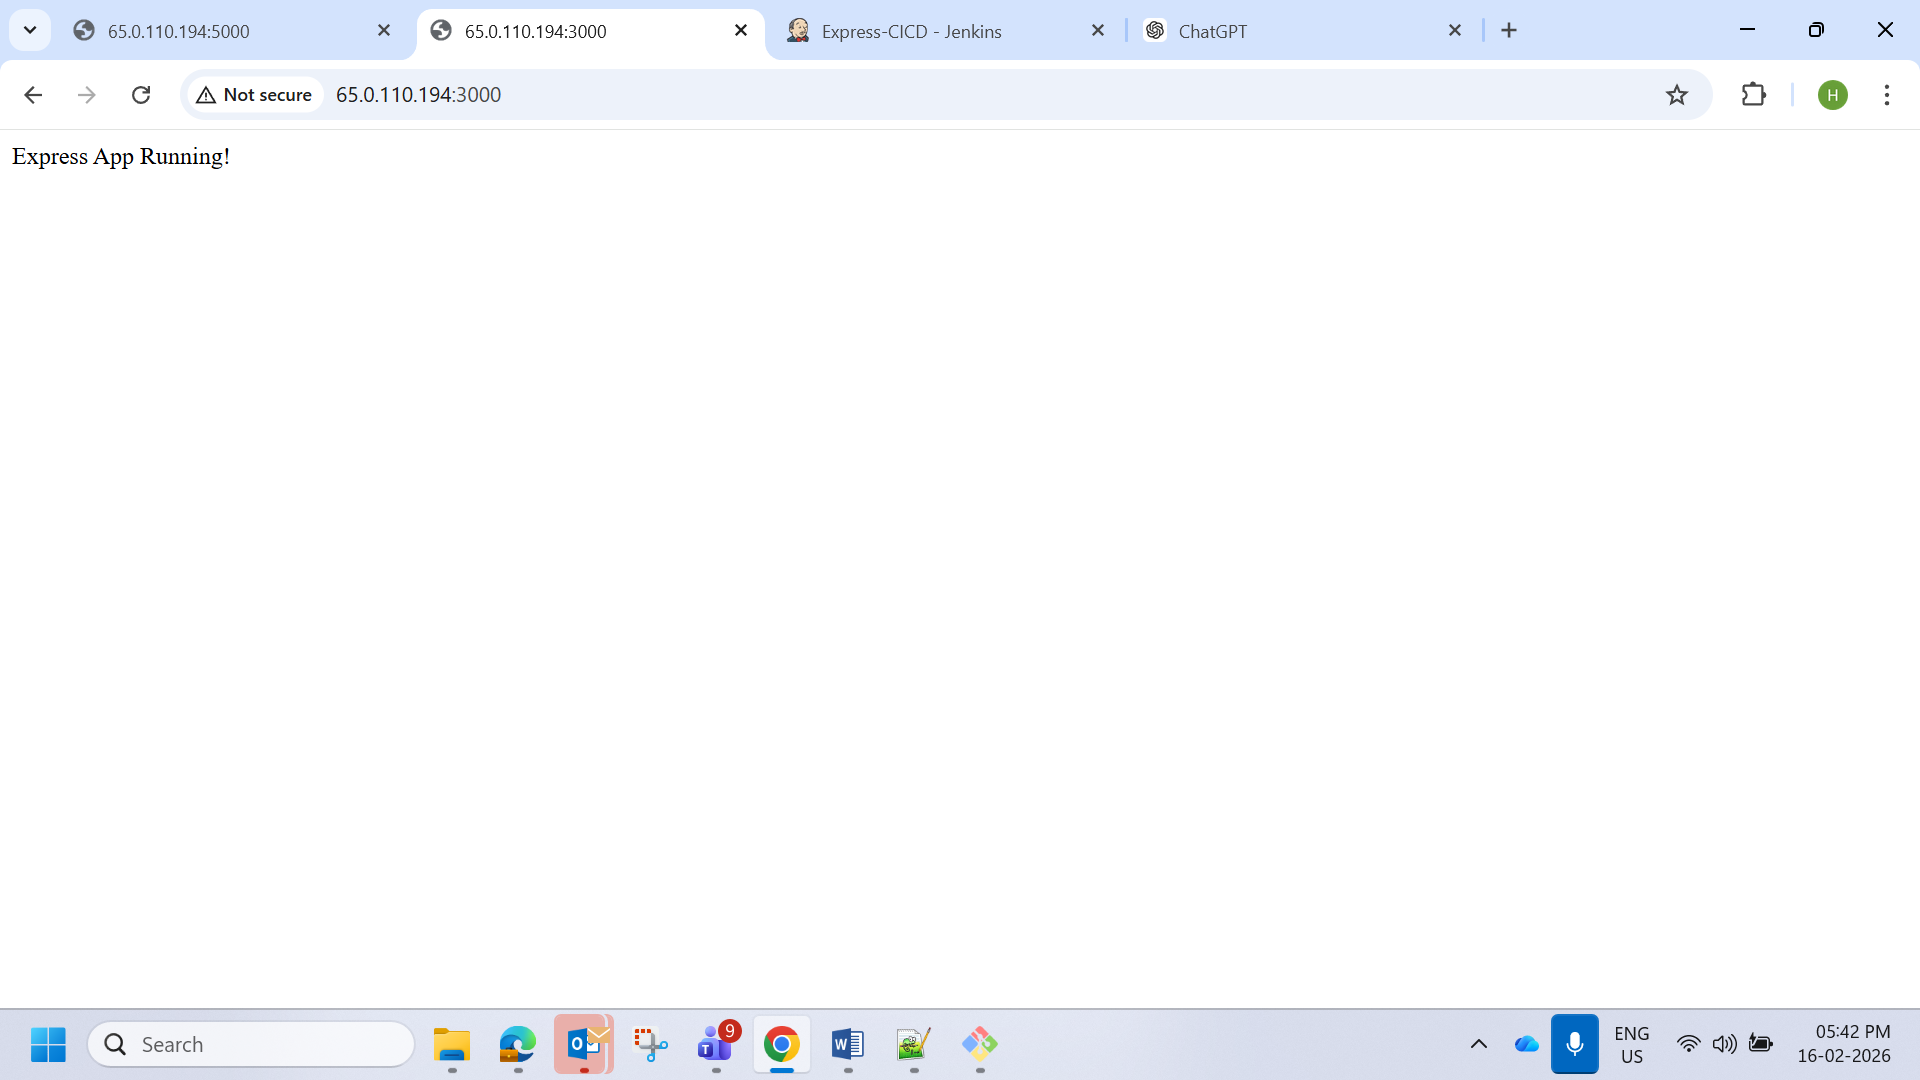 65.0.110.194:5000
65.0.110.194:3000
Express-CICD - Jenkins
ChatGPT
Not secure
65.0.110.194:3000
H
Express App Running!
Search
9
ENG
US
05:42 PM
16-02-2026